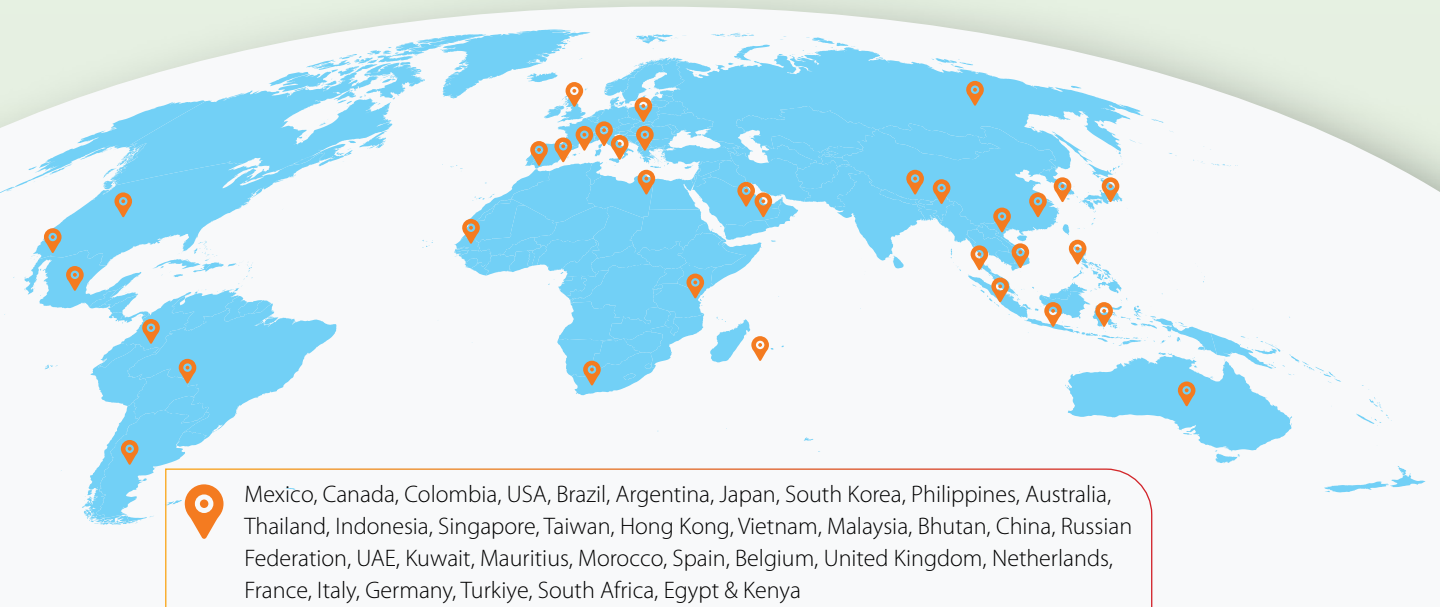 Mexico, Canada, Colombia, USA, Brazil, Argentina, Japan, South Korea, Philippines, Australia,
Thailand, Indonesia, Singapore, Taiwan, Hong Kong, Vietnam, Malaysia, Bhutan, China, Russian
Federation, UAE, Kuwait, Mauritius, Morocco, Spain, Belgium, United Kingdom, Netherlands,
France, Italy, Germany, Turkiye, South Africa, Egypt & Kenya